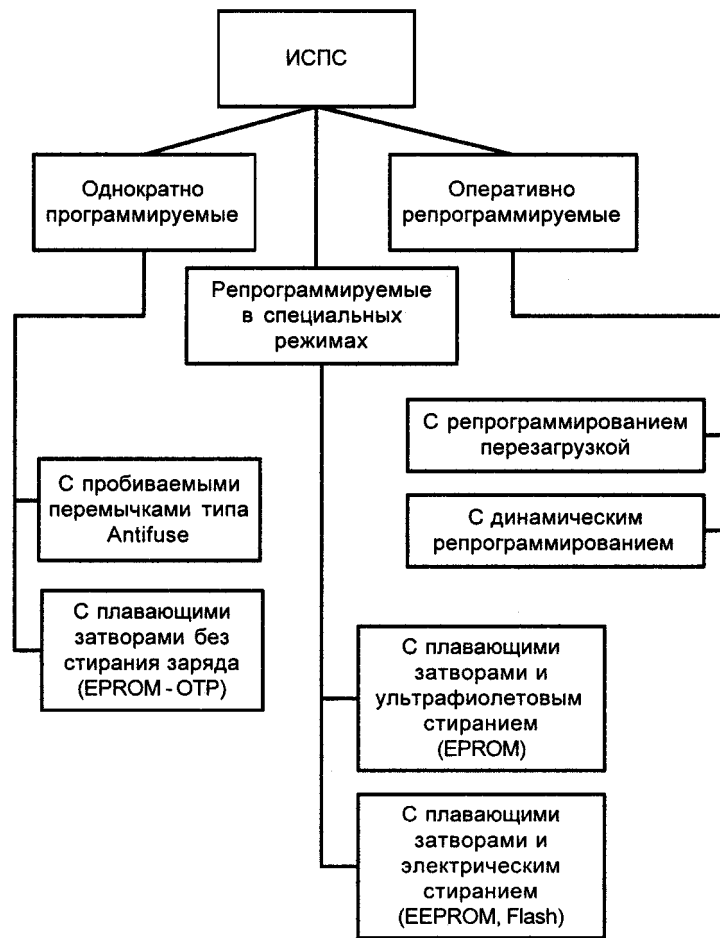 ИСПС
Однократно
программируемые
Оперативно
репрограммируемые
Репрограммируемые
в специальных
режимах
С репрограммированием
перезагрузкой
С пробиваемыми
перемычками типа
Antifuse
С динамическим
репрограммированием
С плавающими
затворами без
стирания заряда
(EPROM - OTP)
С плавающими
затворами и
ультрафиолетовым
стиранием
(EPROM)
С плавающими
затворами и
электрическим
стиранием
(EEPROM, Flash)